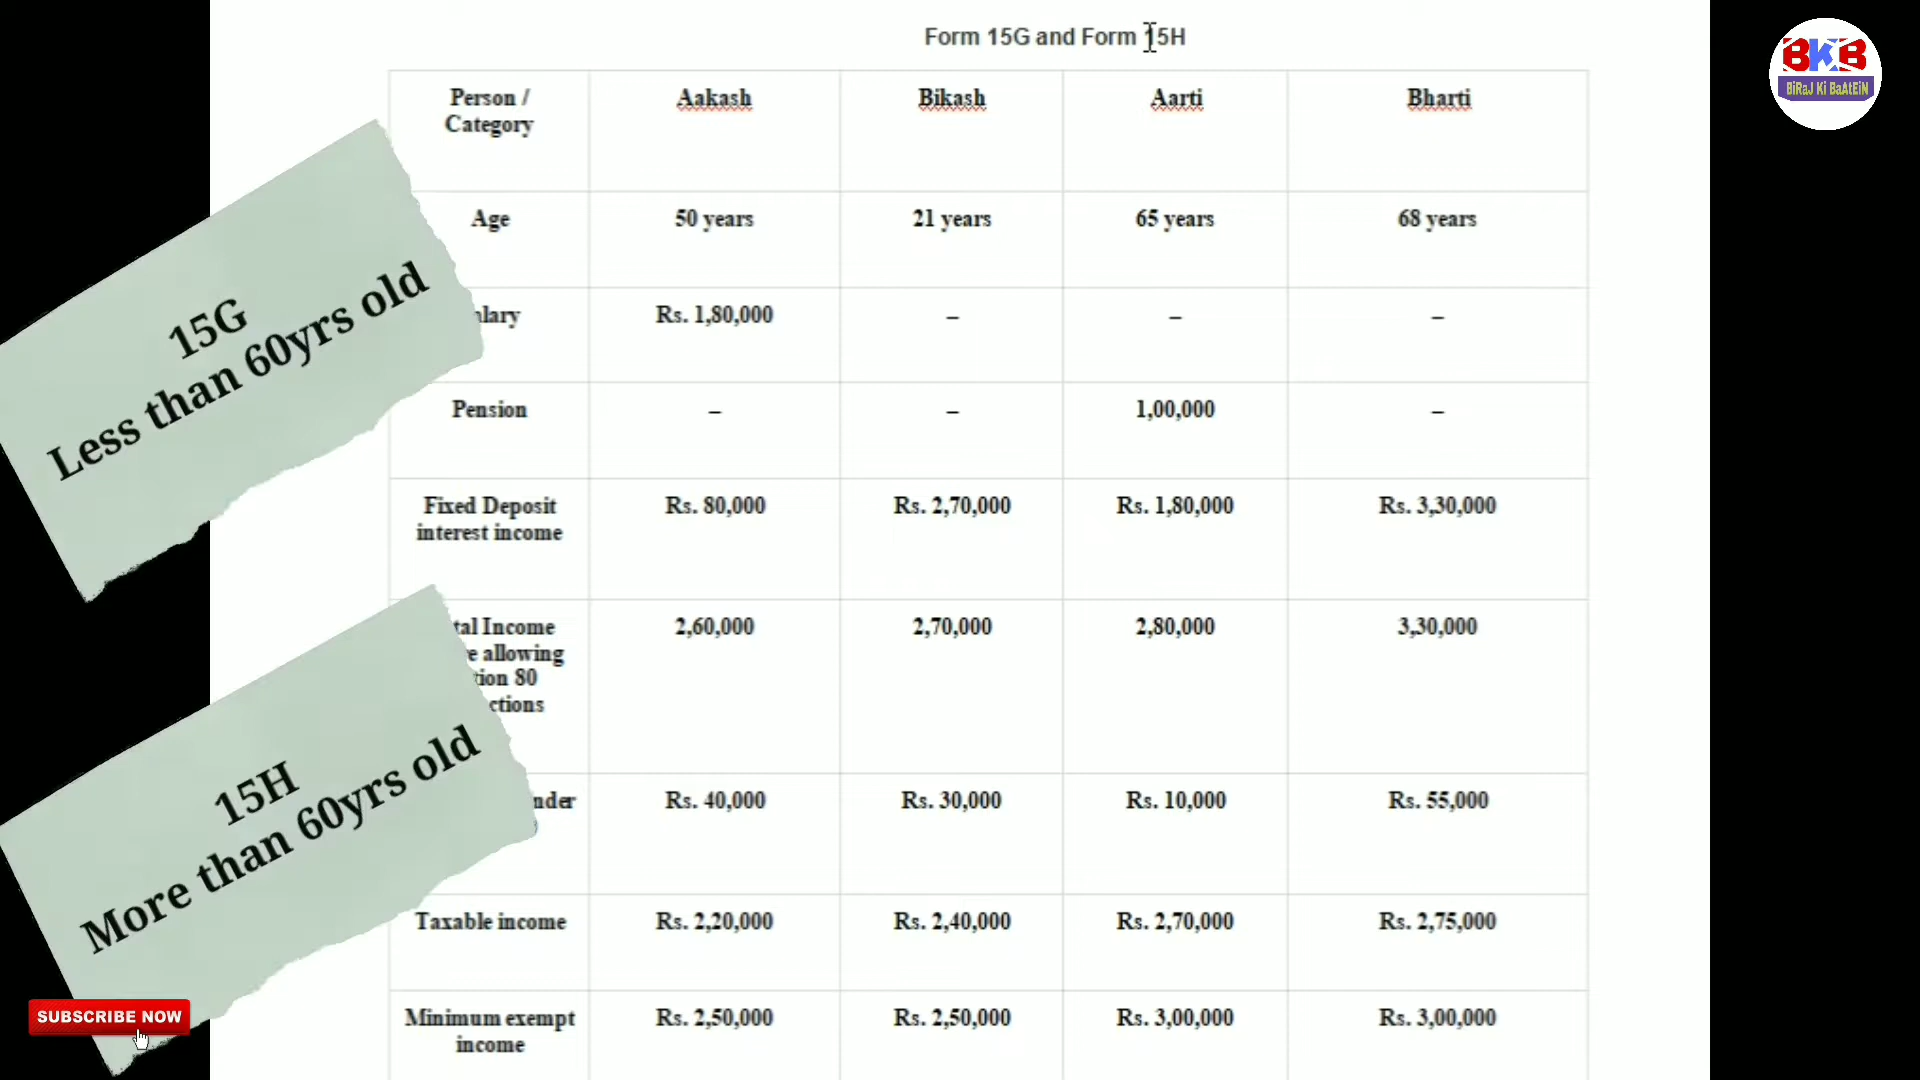 Form 15G and Form 15H
BKB
BiRaJ Ki BaAtEiN
Person / Aakash Bikash Aarti Bharti
Category
Age 50 years 21 years 65 years 68 years
Rs. 1,80,000 – – –
Pension – – 1,00,000 –
Fixed Deposit Rs. 80,000 Rs. 2,70,000 Rs. 1,80,000 Rs. 3,30,000
interest income
Income 2,60,000 2,70,000 2,80,000 3,30,000
allowing
80
Rs. 40,000 Rs. 30,000 Rs. 10,000 Rs. 55,000
Taxable income Rs. 2,20,000 Rs. 2,40,000 Rs. 2,70,000 Rs. 2,75,000
Minimum exempt Rs. 2,50,000 Rs. 2,50,000 Rs. 3,00,000 Rs. 3,00,000
income
15G
Less than 60yrs old
15H
More than 60yrs old
SUBSCRIBE NOW